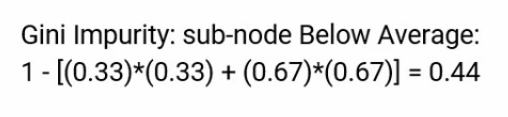 Gini Impurity: sub-node Below Average:
1 - [(0.33)*(0.33) + (0.67)*(0.67)] = 0.44